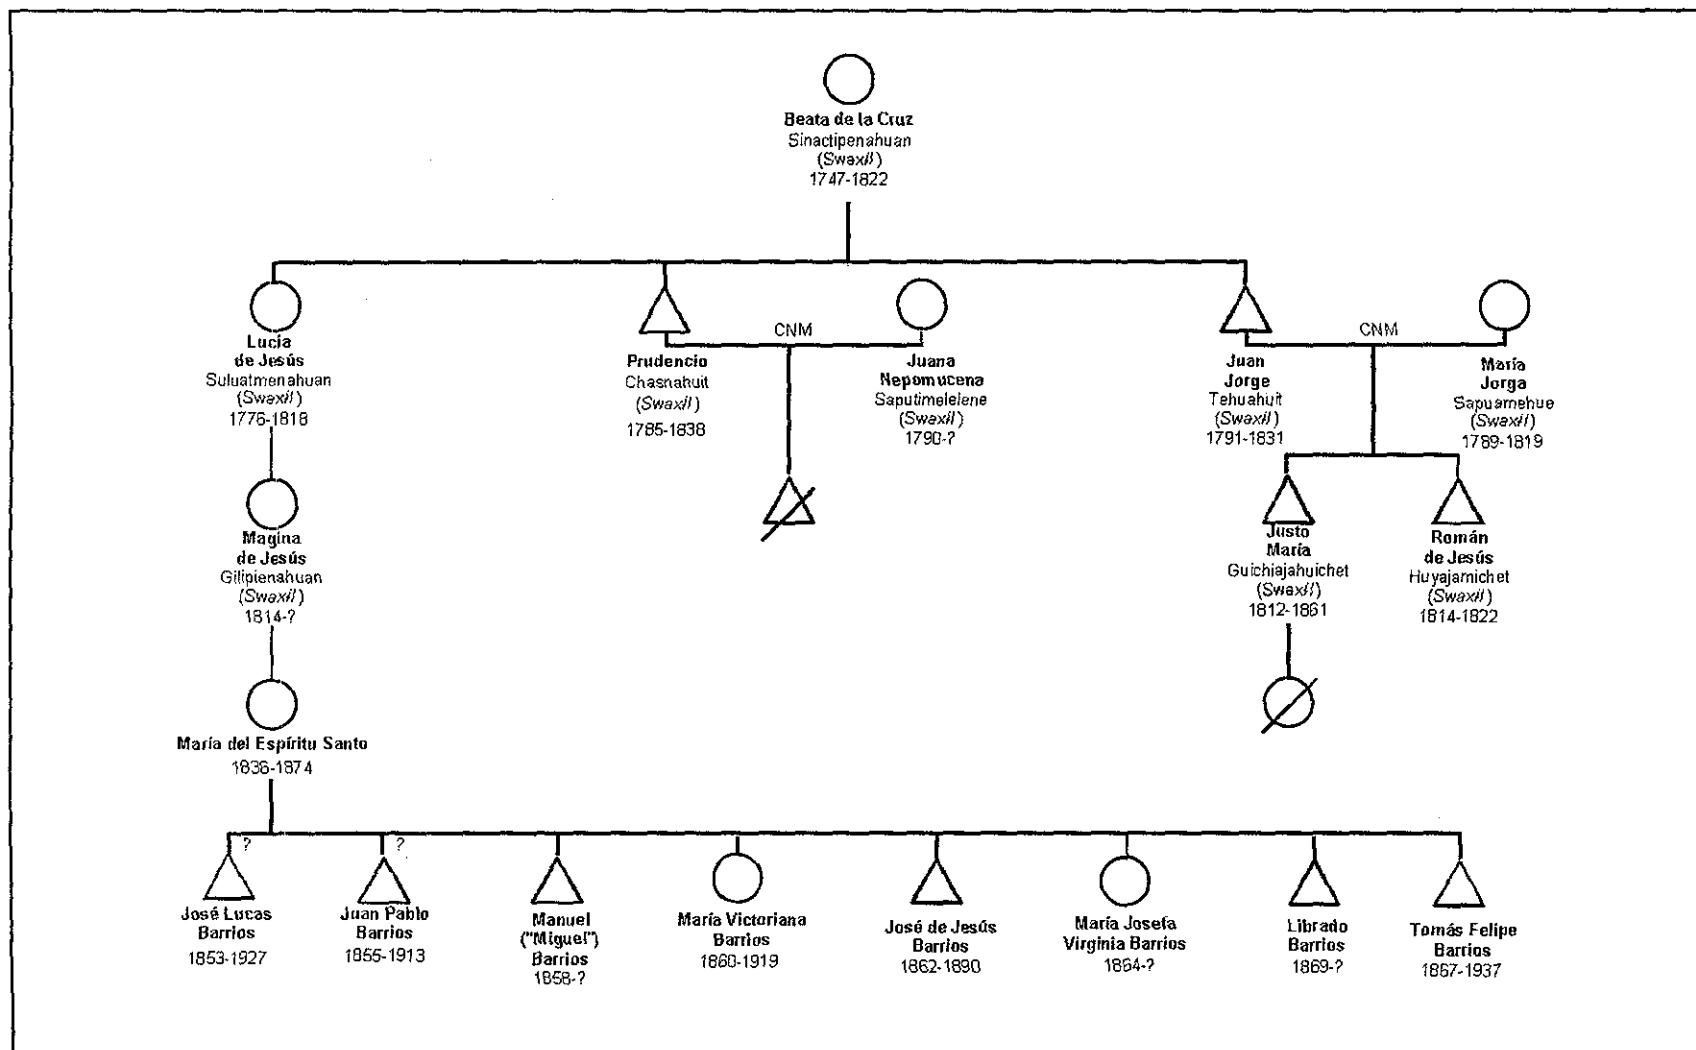 Beata de la Cruz
Sinactipenahuan
(Swaxil)
1747-1822
Lucía
de Jesús
Suluatmenahuan
(Swaxil)
1776-1818
Prudencio
Chasnahuit
(Swaxil)
1785-1838
CNM
Juana
Nepomucena
Saputimeleiene
(Swaxil)
1790-?
Juan
Jorge
Tehuahuit
(Swaxil)
1791-1831
CNM
María
Jorga
Sapuamehue
(Swaxil)
1789-1819
Magina
de Jesús
Gilipienahuan
(Swaxil)
1814-?
Justo
María
Guichiajahuichet
(Swaxil)
1812-1861
Román
de Jesús
Huyajamichet
(Swaxil)
1814-1822
María del Espíritu Santo
1836-1874
?
José Lucas
Barrios
1853-1927
?
Juan Pablo
Barrios
1855-1913
Manuel
("Miguel")
Barrios
1858-?
María Victoriana
Barrios
1860-1919
José de Jesús
Barrios
1862-1890
María Josefa
Virginia Barrios
1864-?
Librado
Barrios
1869-?
Tomás Felipe
Barrios
1867-1937